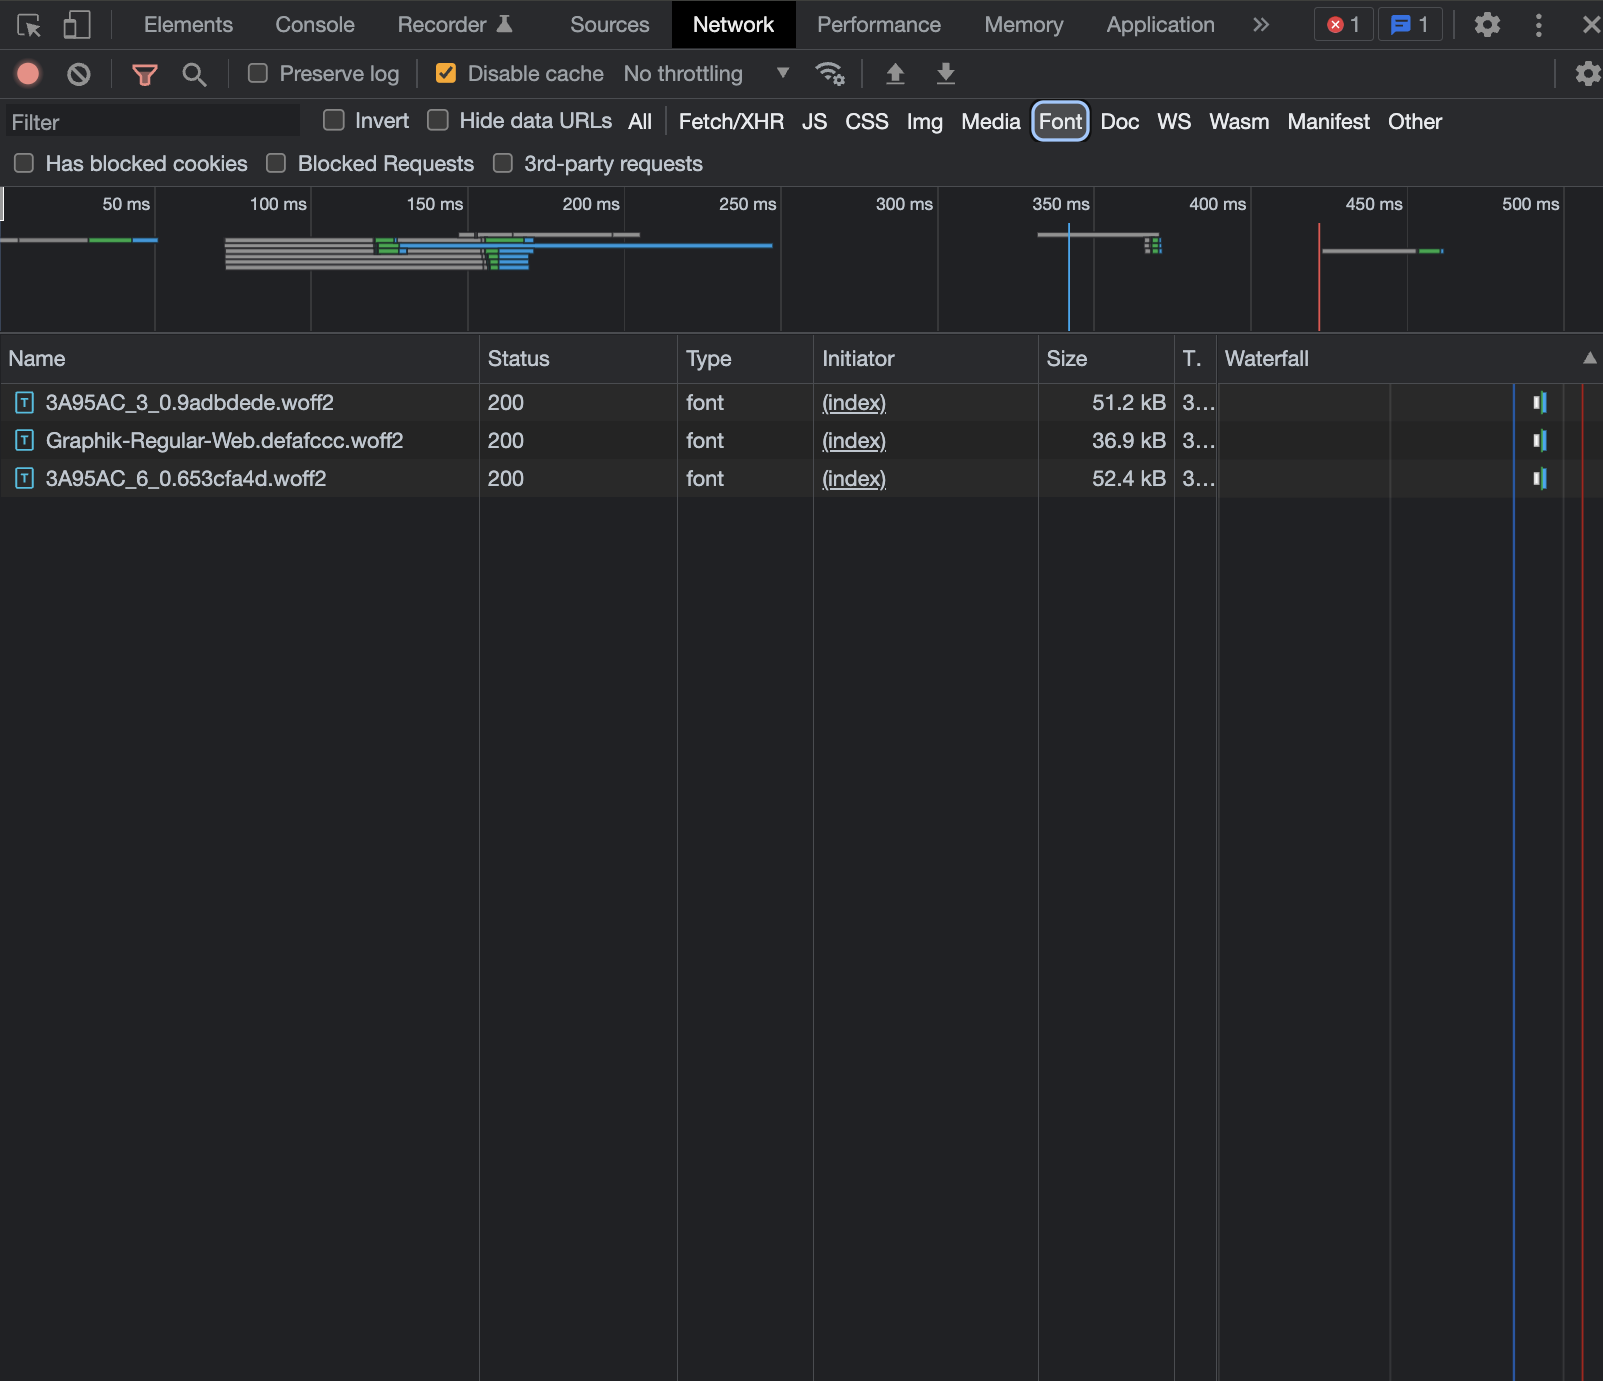 Elements Console Recorder Sources Network Performance Memory Application » 1 1
Preserve log Disable cache No throttling
Filter Invert Hide data URLs All Fetch/XHR JS CSS Img Media Font Doc WS Wasm Manifest Other
Has blocked cookies Blocked Requests 3rd-party requests
50 ms 100 ms 150 ms 200 ms 250 ms 300 ms 350 ms 400 ms 450 ms 500 ms
Name Status Type Initiator Size T. Waterfall
3A95AC_3_0.9adbdede.woff2 200 font (index) 51.2 kB 3...
Graphik-Regular-Web.defafccc.woff2 200 font (index) 36.9 kB 3...
3A95AC_6_0.653cfa4d.woff2 200 font (index) 52.4 kB 3...